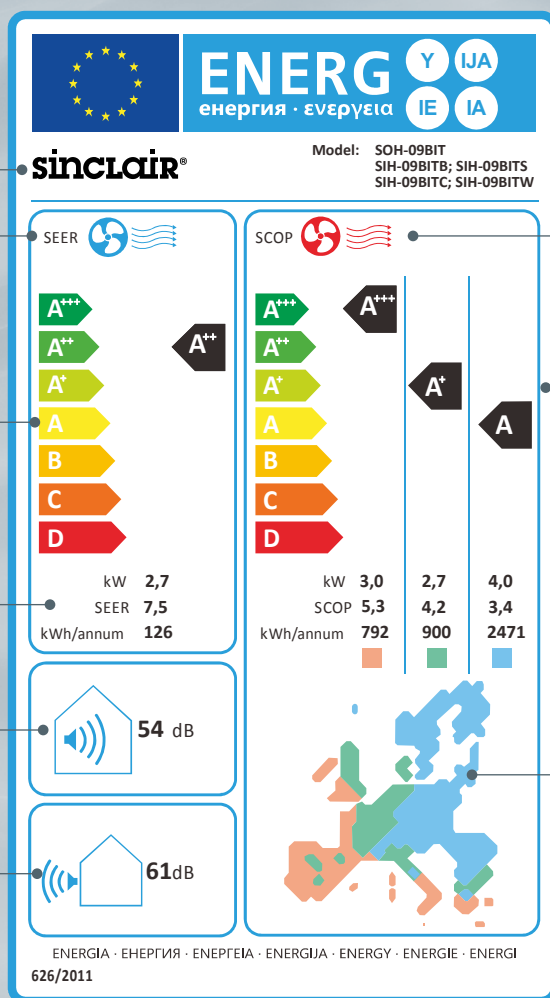 ENERG Y IJA
енергия · ενεργεια IE IA
sinclair®
Model: SOH-09BIT
SIH-09BITB; SIH-09BITS
SIH-09BITC; SIH-09BITW
SEER
A+++
A++ A++
A+
A
B
C
D
kW 2,7
SEER 7,5
kWh/annum 126
SCOP
A+++ A+++
A++
A+ A+
A A
B
C
D
kW 3,0 2,7 4,0
SCOP 5,3 4,2 3,4
kWh/annum 792 900 2471
54 dB
61dB
ENERGIA · ЕНЕРГИЯ · ΕΝΕΡΓΕΙΑ · ENERGIJA · ENERGY · ENERGIE · ENERGI
626/2011